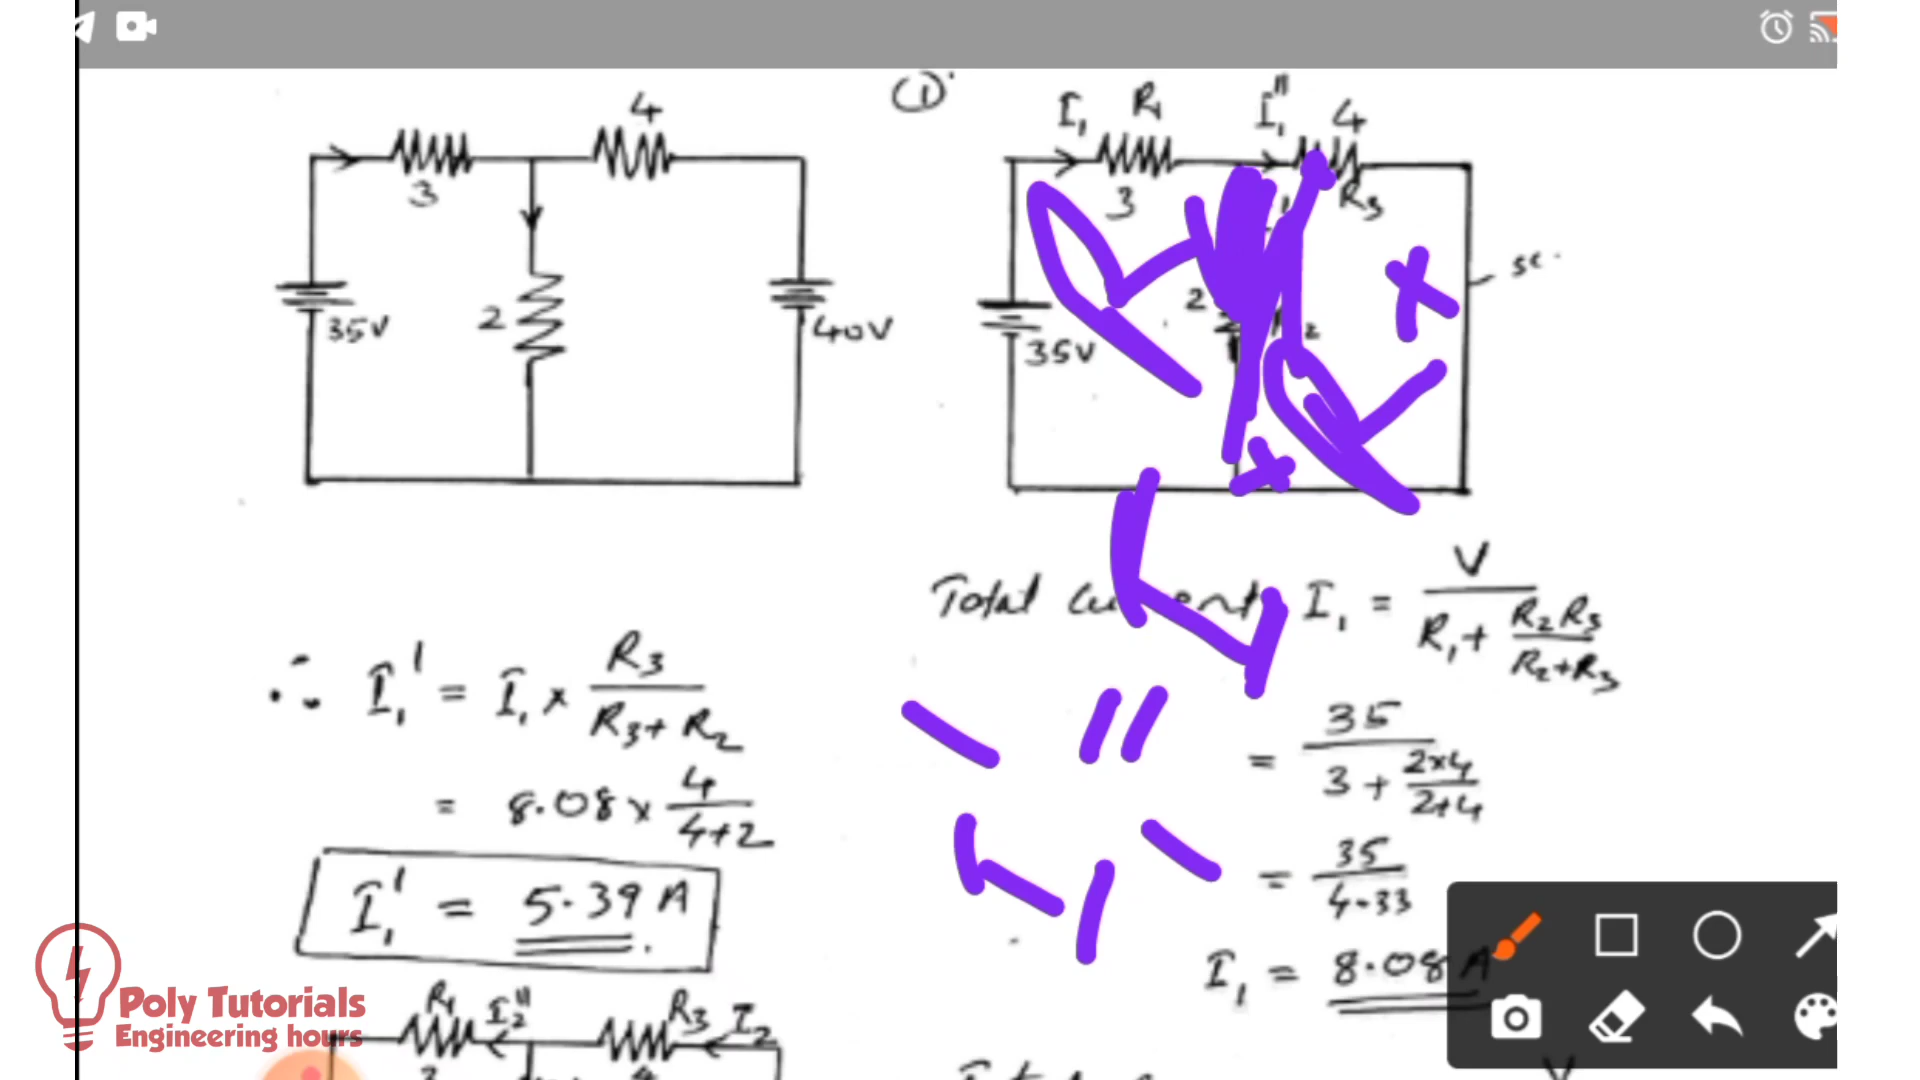 ①
I₁ R₁ I₁" 4
4
3 3 R₃
2 sc.
35V 2 40V 35V
Total I₁ = V / (R₁ + R₂R₃ / (R₂+R₃))
∴ I₁' = I₁ × R₃ / (R₃+R₂)
= 35 / (3 + 2×4 / (2+4))
= 8.08 × 4 / (4+2)
= 35 / 4.33
I₁' = 5.39 A
I₁ = 8.08 A
Poly Tutorials
Engineering hours
R₁ I₂" R₃ I₂